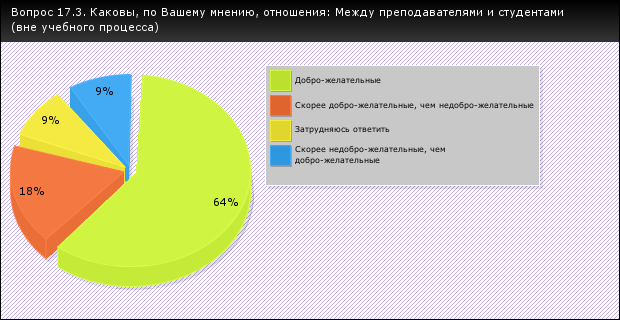 Вопрос 17.3. Каковы, по Вашему мнению, отношения: Между преподавателями и студентами
(вне учебного процесса)
9%
9%
18%
64%
Добро-желательные
Скорее добро-желательные, чем недобро-желательные
Затрудняюсь ответить
Скорее недобро-желательные, чем
добро-желательные